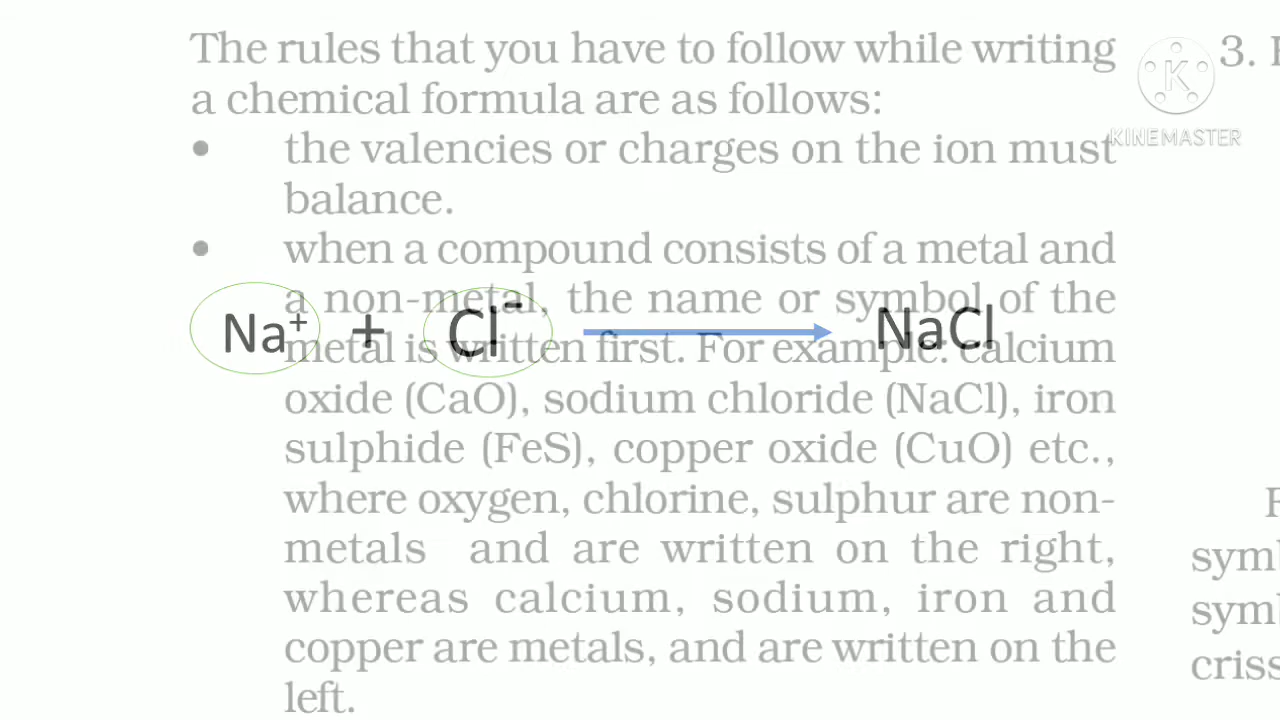 The rules that you have to follow while writing
a chemical formula are as follows:
• the valencies or charges on the ion must
balance.
• when a compound consists of a metal and
a non-metal, the name or symbol of the
metal is written first. For example: calcium
oxide (CaO), sodium chloride (NaCl), iron
sulphide (FeS), copper oxide (CuO) etc.,
where oxygen, chlorine, sulphur are non-
metals and are written on the right,
whereas calcium, sodium, iron and
copper are metals, and are written on the
left.
Na⁺ + Cl⁻ → NaCl
3.
K
KINEMASTER